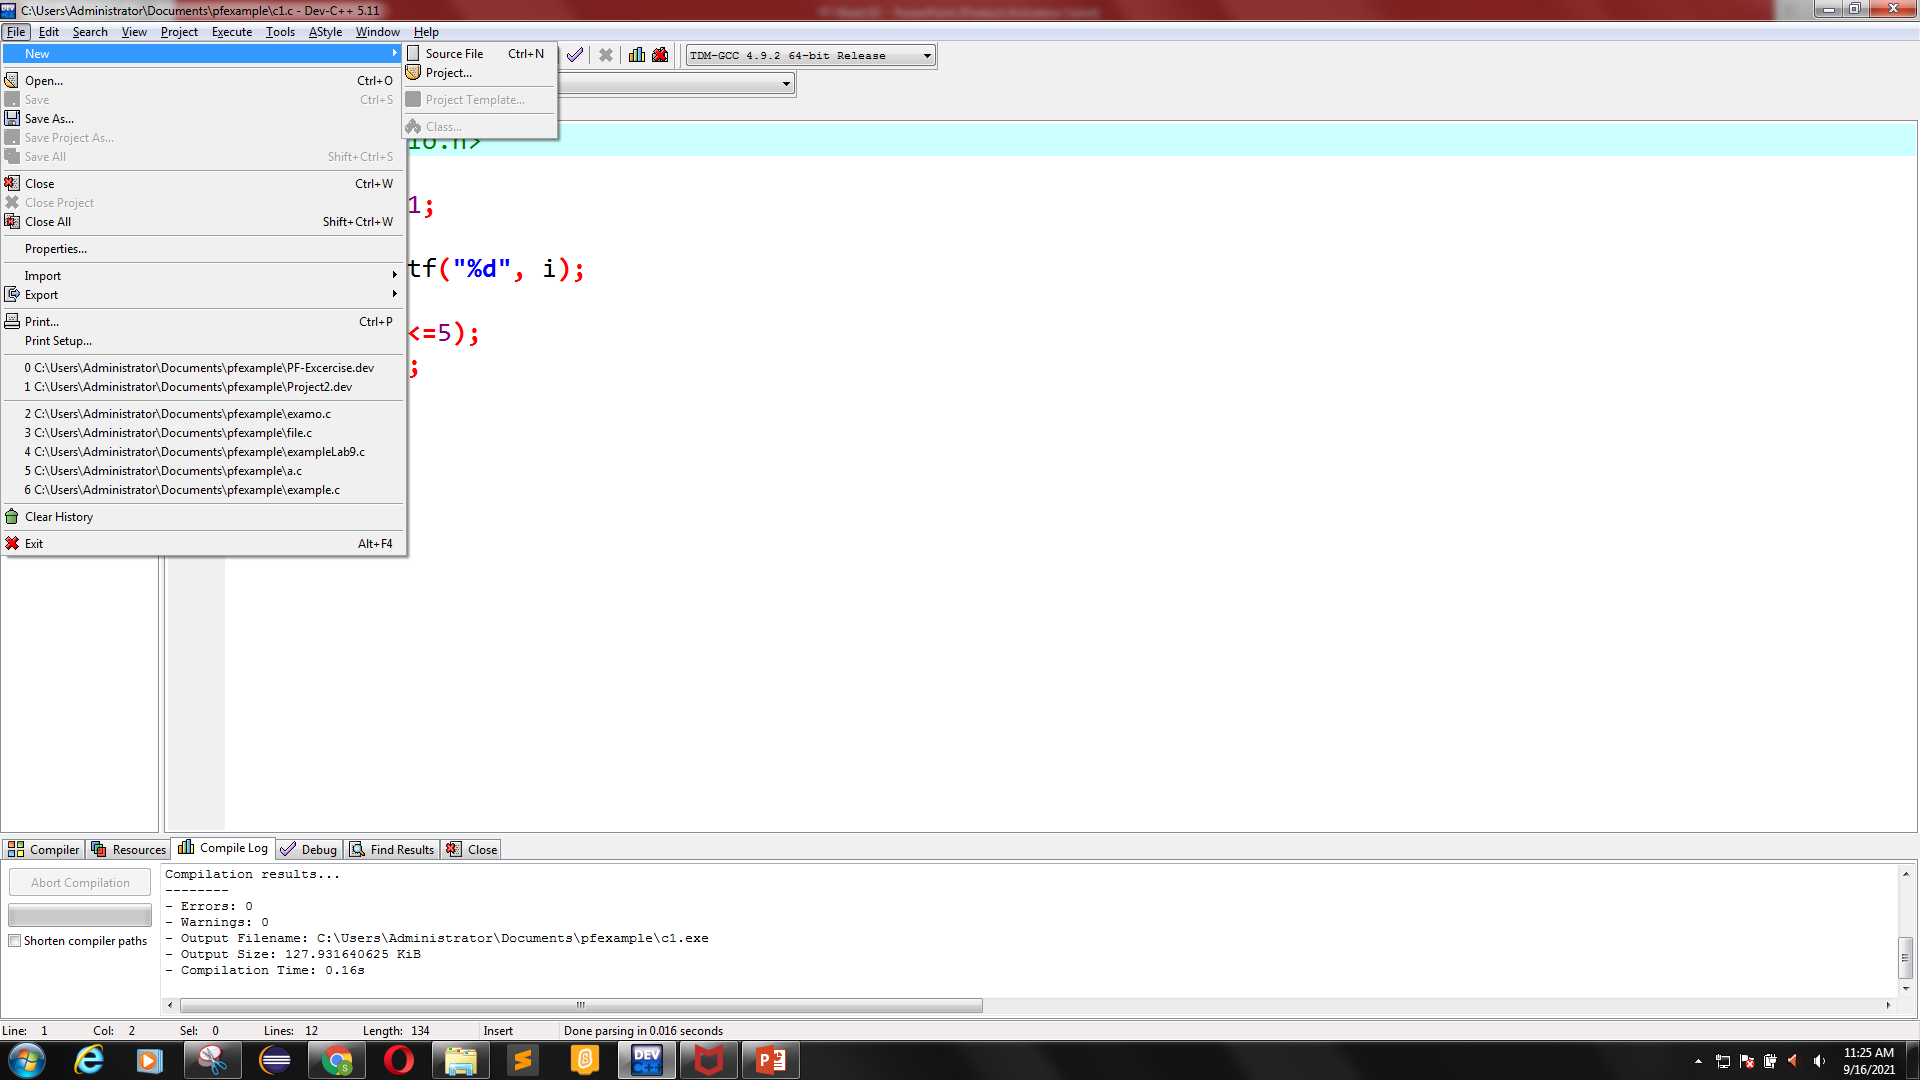 C:\Users\Administrator\Documents\pfexample\c1.c - Dev-C++ 5.11
File Edit Search View Project Execute Tools AStyle Window Help
New
Source File Ctrl+N
TDM-GCC 4.9.2 64-bit Release
Project...
Open... Ctrl+O
Project Template...
Save Ctrl+S
Save As...
Class...
Save Project As...
io.h>
Save All Shift+Ctrl+S
Close Ctrl+W
Close Project
1;
Close All Shift+Ctrl+W
Properties...
tf("%d", i);
Import
Export
Print... Ctrl+P
<=5);
Print Setup...
;
0 C:\Users\Administrator\Documents\pfexample\PF-Excercise.dev
1 C:\Users\Administrator\Documents\pfexample\Project2.dev
2 C:\Users\Administrator\Documents\pfexample\examo.c
3 C:\Users\Administrator\Documents\pfexample\file.c
4 C:\Users\Administrator\Documents\pfexample\exampleLab9.c
5 C:\Users\Administrator\Documents\pfexample\a.c
6 C:\Users\Administrator\Documents\pfexample\example.c
Clear History
Exit Alt+F4
Compiler Resources Compile Log Debug Find Results Close
Abort Compilation
Shorten compiler paths
Compilation results...
--------
- Errors: 0
- Warnings: 0
- Output Filename: C:\Users\Administrator\Documents\pfexample\c1.exe
- Output Size: 127.931640625 KiB
- Compilation Time: 0.16s
Line: 1 Col: 2 Sel: 0 Lines: 12 Length: 134 Insert Done parsing in 0.016 seconds
DEV C++
11:25 AM
9/16/2021